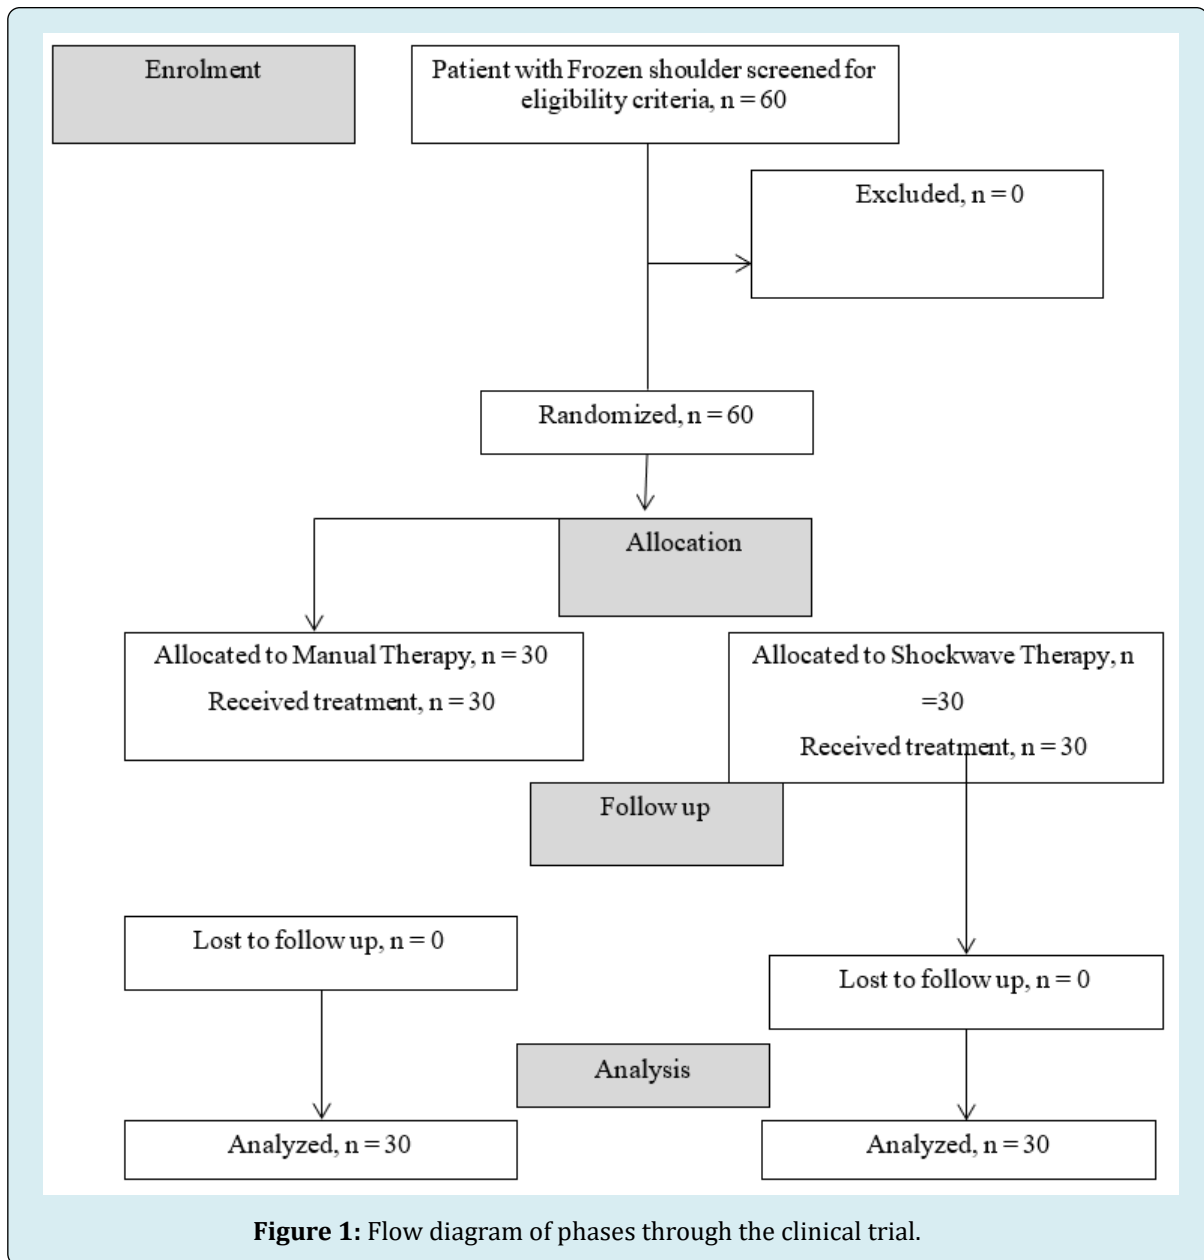 Enrolment
Patient with Frozen shoulder screened for
eligibility criteria, n = 60
Excluded, n = 0
Randomized, n = 60
Allocation
Allocated to Manual Therapy, n = 30
Received treatment, n = 30
Allocated to Shockwave Therapy, n
=30
Received treatment, n = 30
Follow up
Lost to follow up, n = 0
Lost to follow up, n = 0
Analysis
Analyzed, n = 30
Analyzed, n = 30
Figure 1: Flow diagram of phases through the clinical trial.